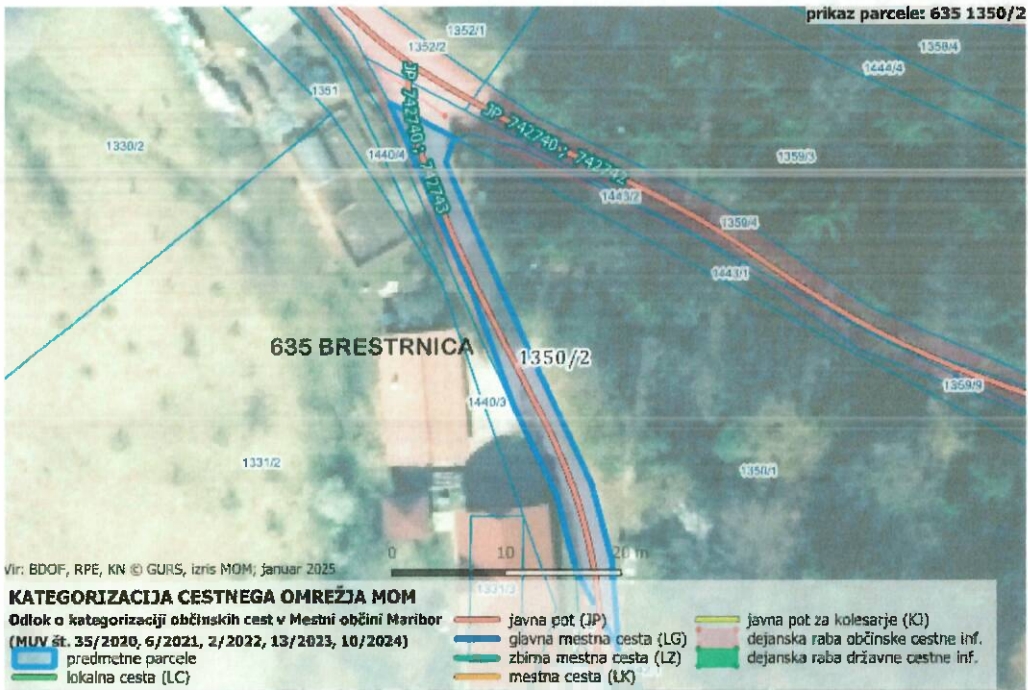 prikaz parcele: 635 1350/2
1352/1
1352/2
1358/4
1444/4
1351
1330/2
1440/4
JP 742740; 742743
JP 742740; 742742
1359/3
1443/2
1359/4
1443/1
635 BRESTRNICA
1350/2
1359/9
1440/3
1331/2
1350/1
0 10 20 m
Vir: BDOF, RPE, KN © GURS, izris MOM; januar 2025
1331/3
KATEGORIZACIJA CESTNEGA OMREŽJA MOM
Odlok o kategorizaciji občinskih cest v Mestni občini Maribor
(MUV št. 35/2020, 6/2021, 2/2022, 13/2023, 10/2024)
predmetne parcele
lokalna cesta (LC)
javna pot (JP)
glavna mestna cesta (LG)
zbirna mestna cesta (LZ)
mestna cesta (LK)
javna pot za kolesarje (KJ)
dejanska raba občinske cestne inf.
dejanska raba državne cestne inf.